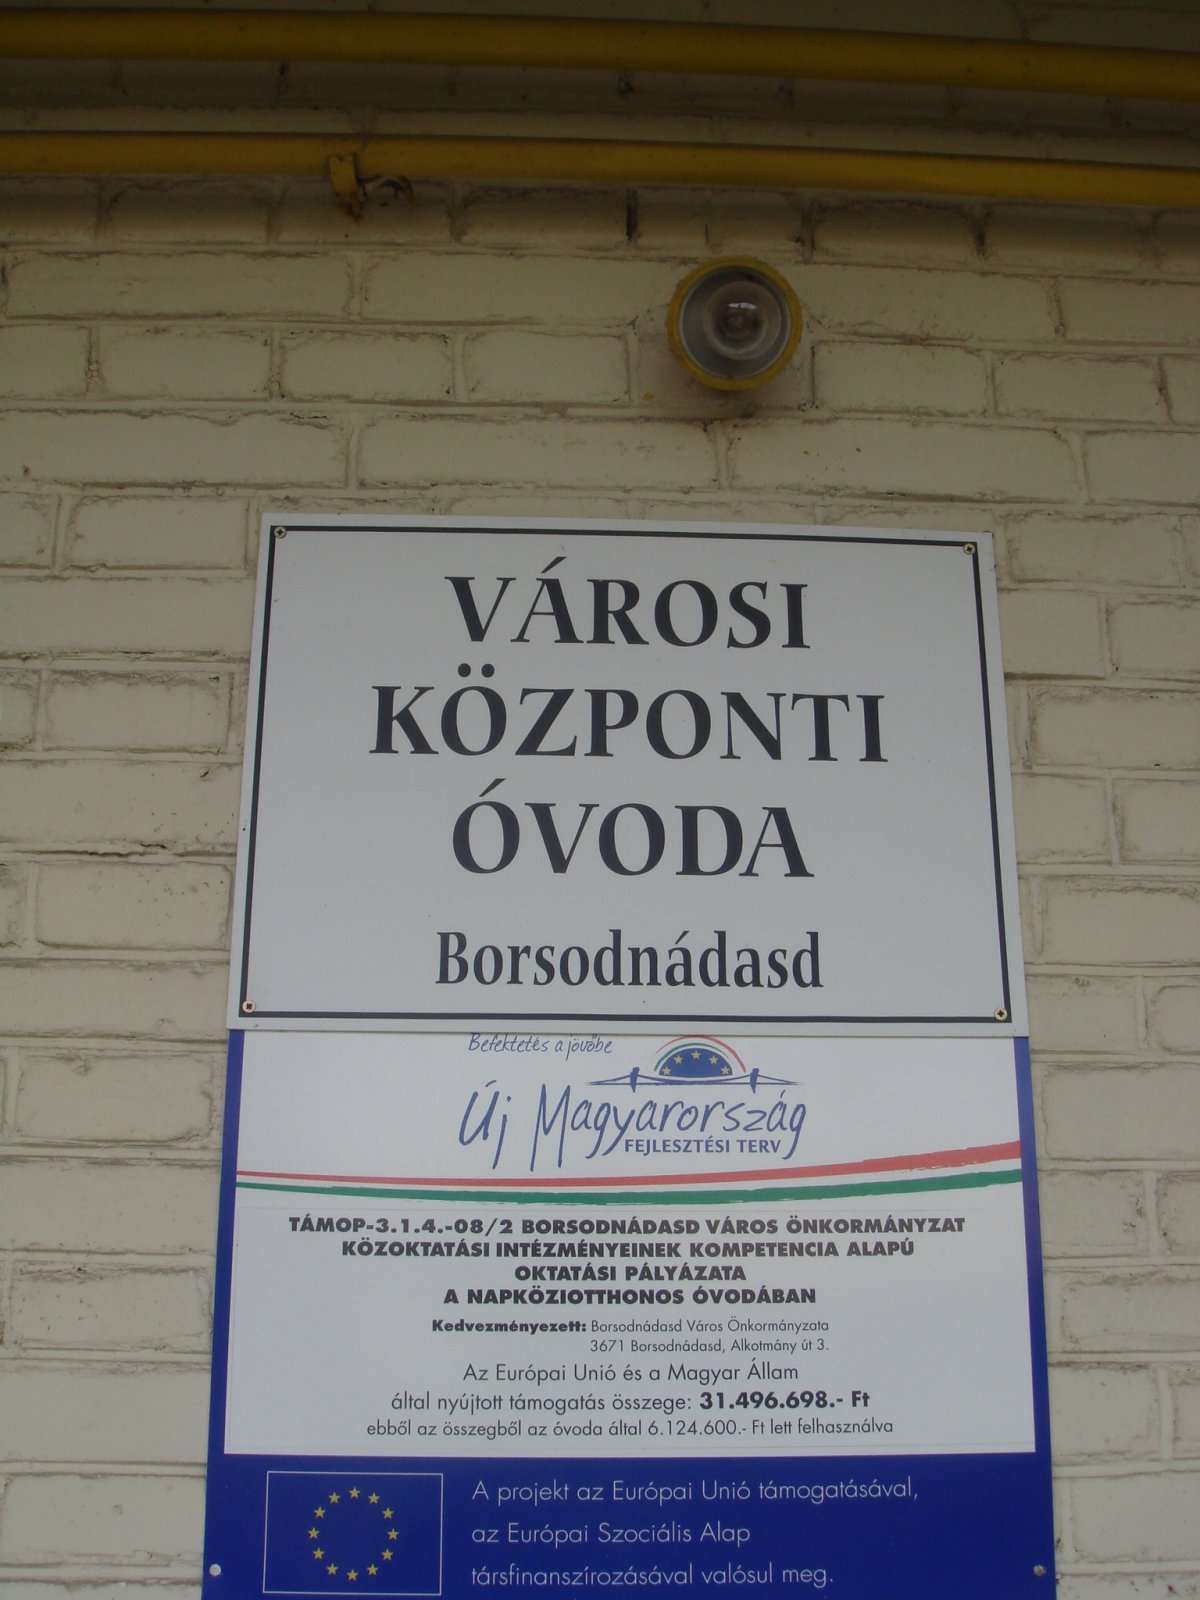 VÁROSI
KÖZPONTI
ÓVODA
Borsodnádasd
Befektetés a jövőbe
Új Magyarország
FEJLESZTÉSI TERV
TÁMOP-3.1.4.-08/2 BORSODNÁDASD VÁROS ÖNKORMÁNYZAT
KÖZOKTATÁSI INTÉZMÉNYEINEK KOMPETENCIA ALAPÚ
OKTATÁSI PÁLYÁZATA
A NAPKÖZIOTTHONOS ÓVODÁBAN
Kedvezményezett: Borsodnádasd Város Önkormányzata
3671 Borsodnádasd, Alkotmány út 3.
Az Európai Unió és a Magyar Állam
által nyújtott támogatás összege: 31.496.698.- Ft
ebből az összegből az óvoda által 6.124.600.- Ft lett felhasználva
A projekt az Európai Unió támogatásával,
az Európai Szociális Alap
társfinanszírozásával valósul meg.